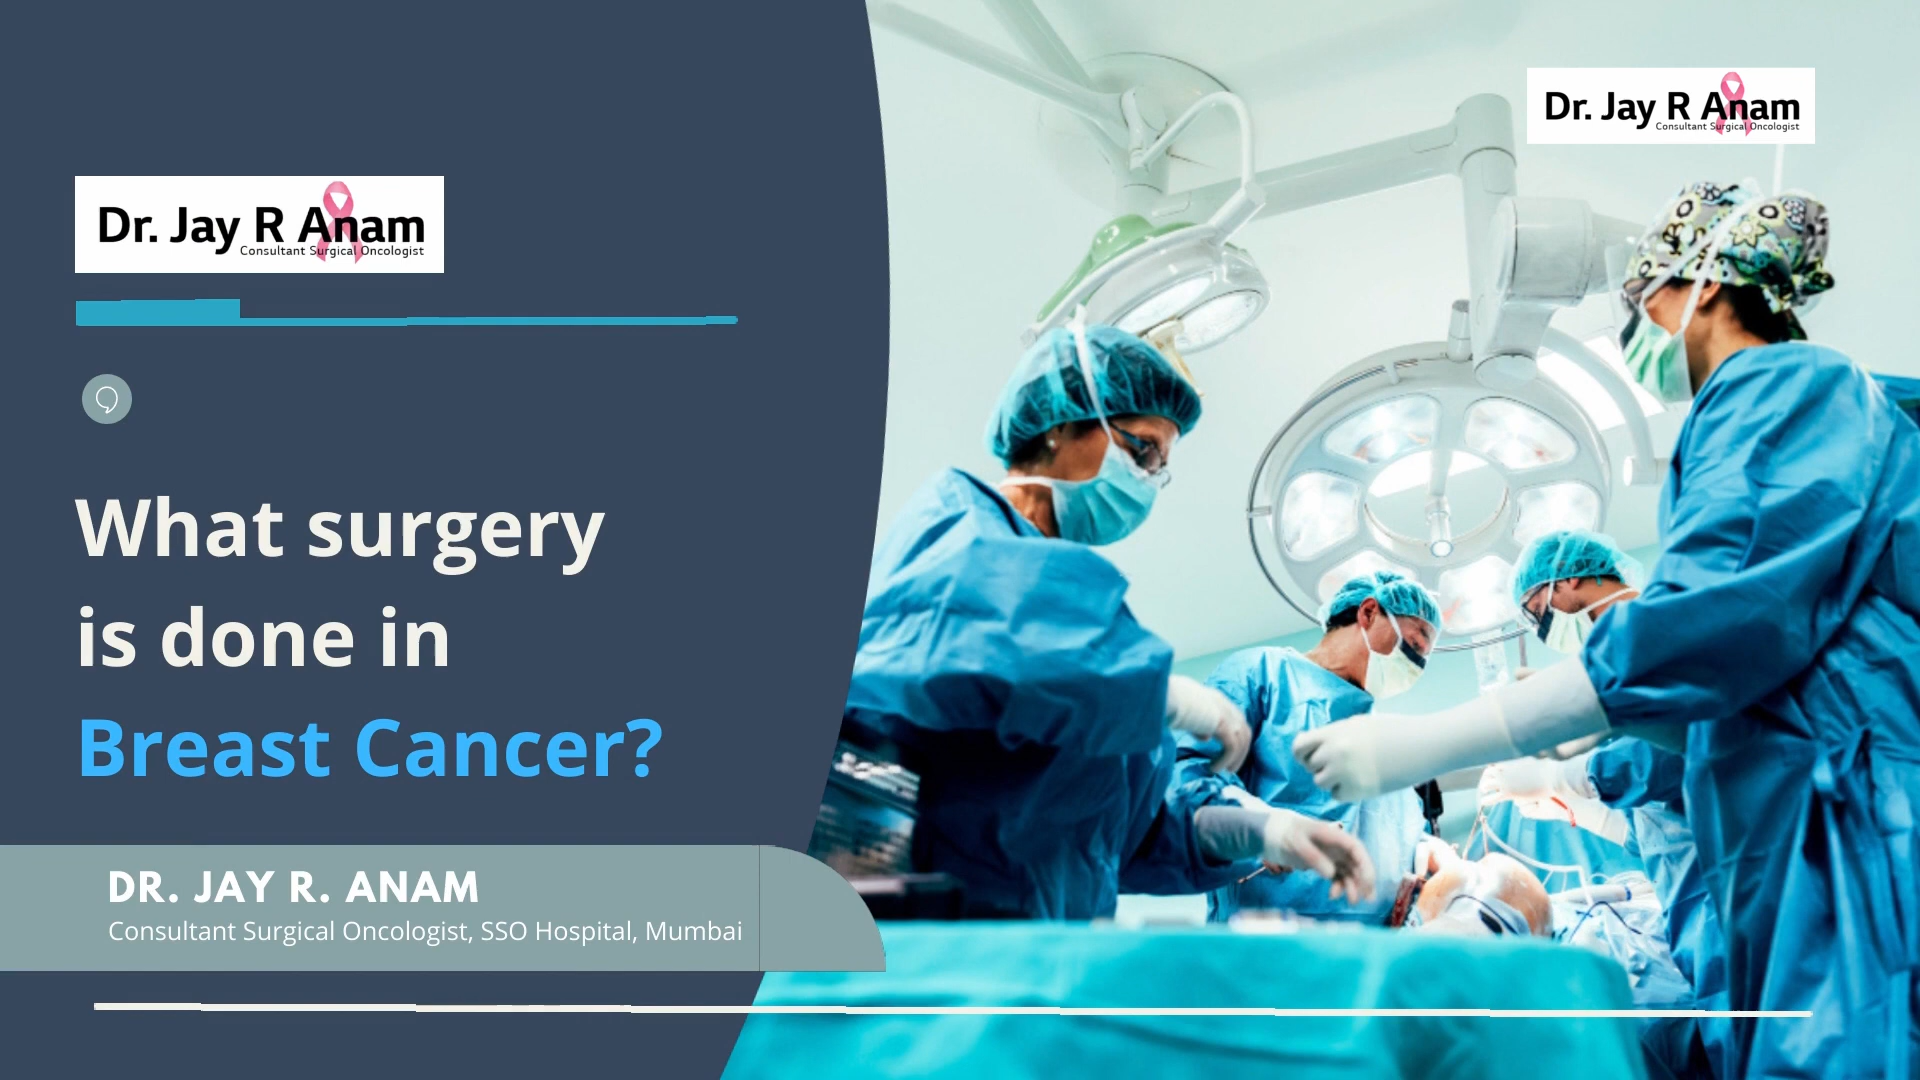 Dr. Jay R Anam
Consultant Surgical Oncologist
Dr. Jay R Anam
Consultant Surgical Oncologist
What surgery
is done in
Breast Cancer?
DR. JAY R. ANAM
Consultant Surgical Oncologist, SSO Hospital, Mumbai